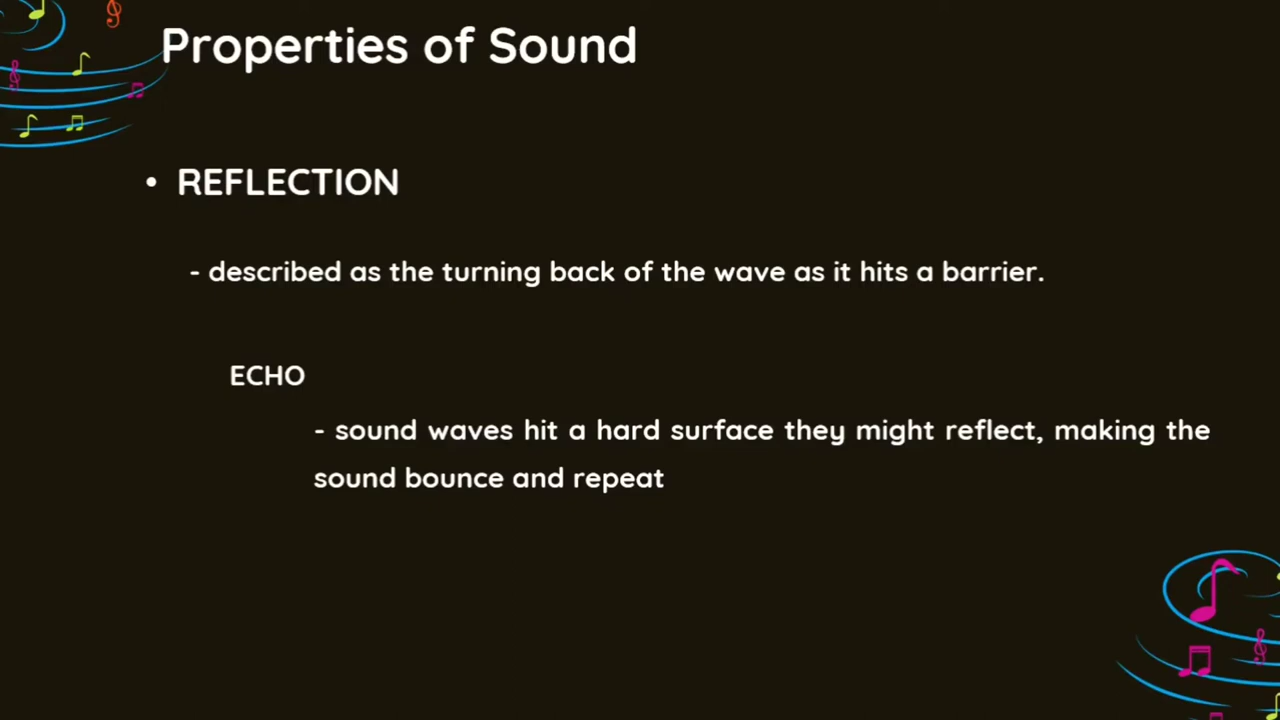 Properties of Sound
• REFLECTION
- described as the turning back of the wave as it hits a barrier.
ECHO
- sound waves hit a hard surface they might reflect, making the
sound bounce and repeat